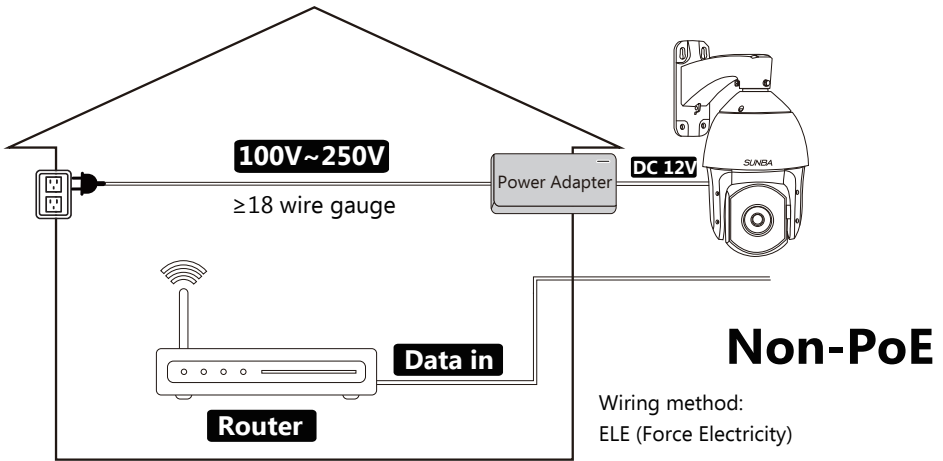 100V~250V
≥18 wire gauge
Power Adapter
DC 12V
SUNBA
Data in
Router
Non-PoE
Wiring method:
ELE (Force Electricity)